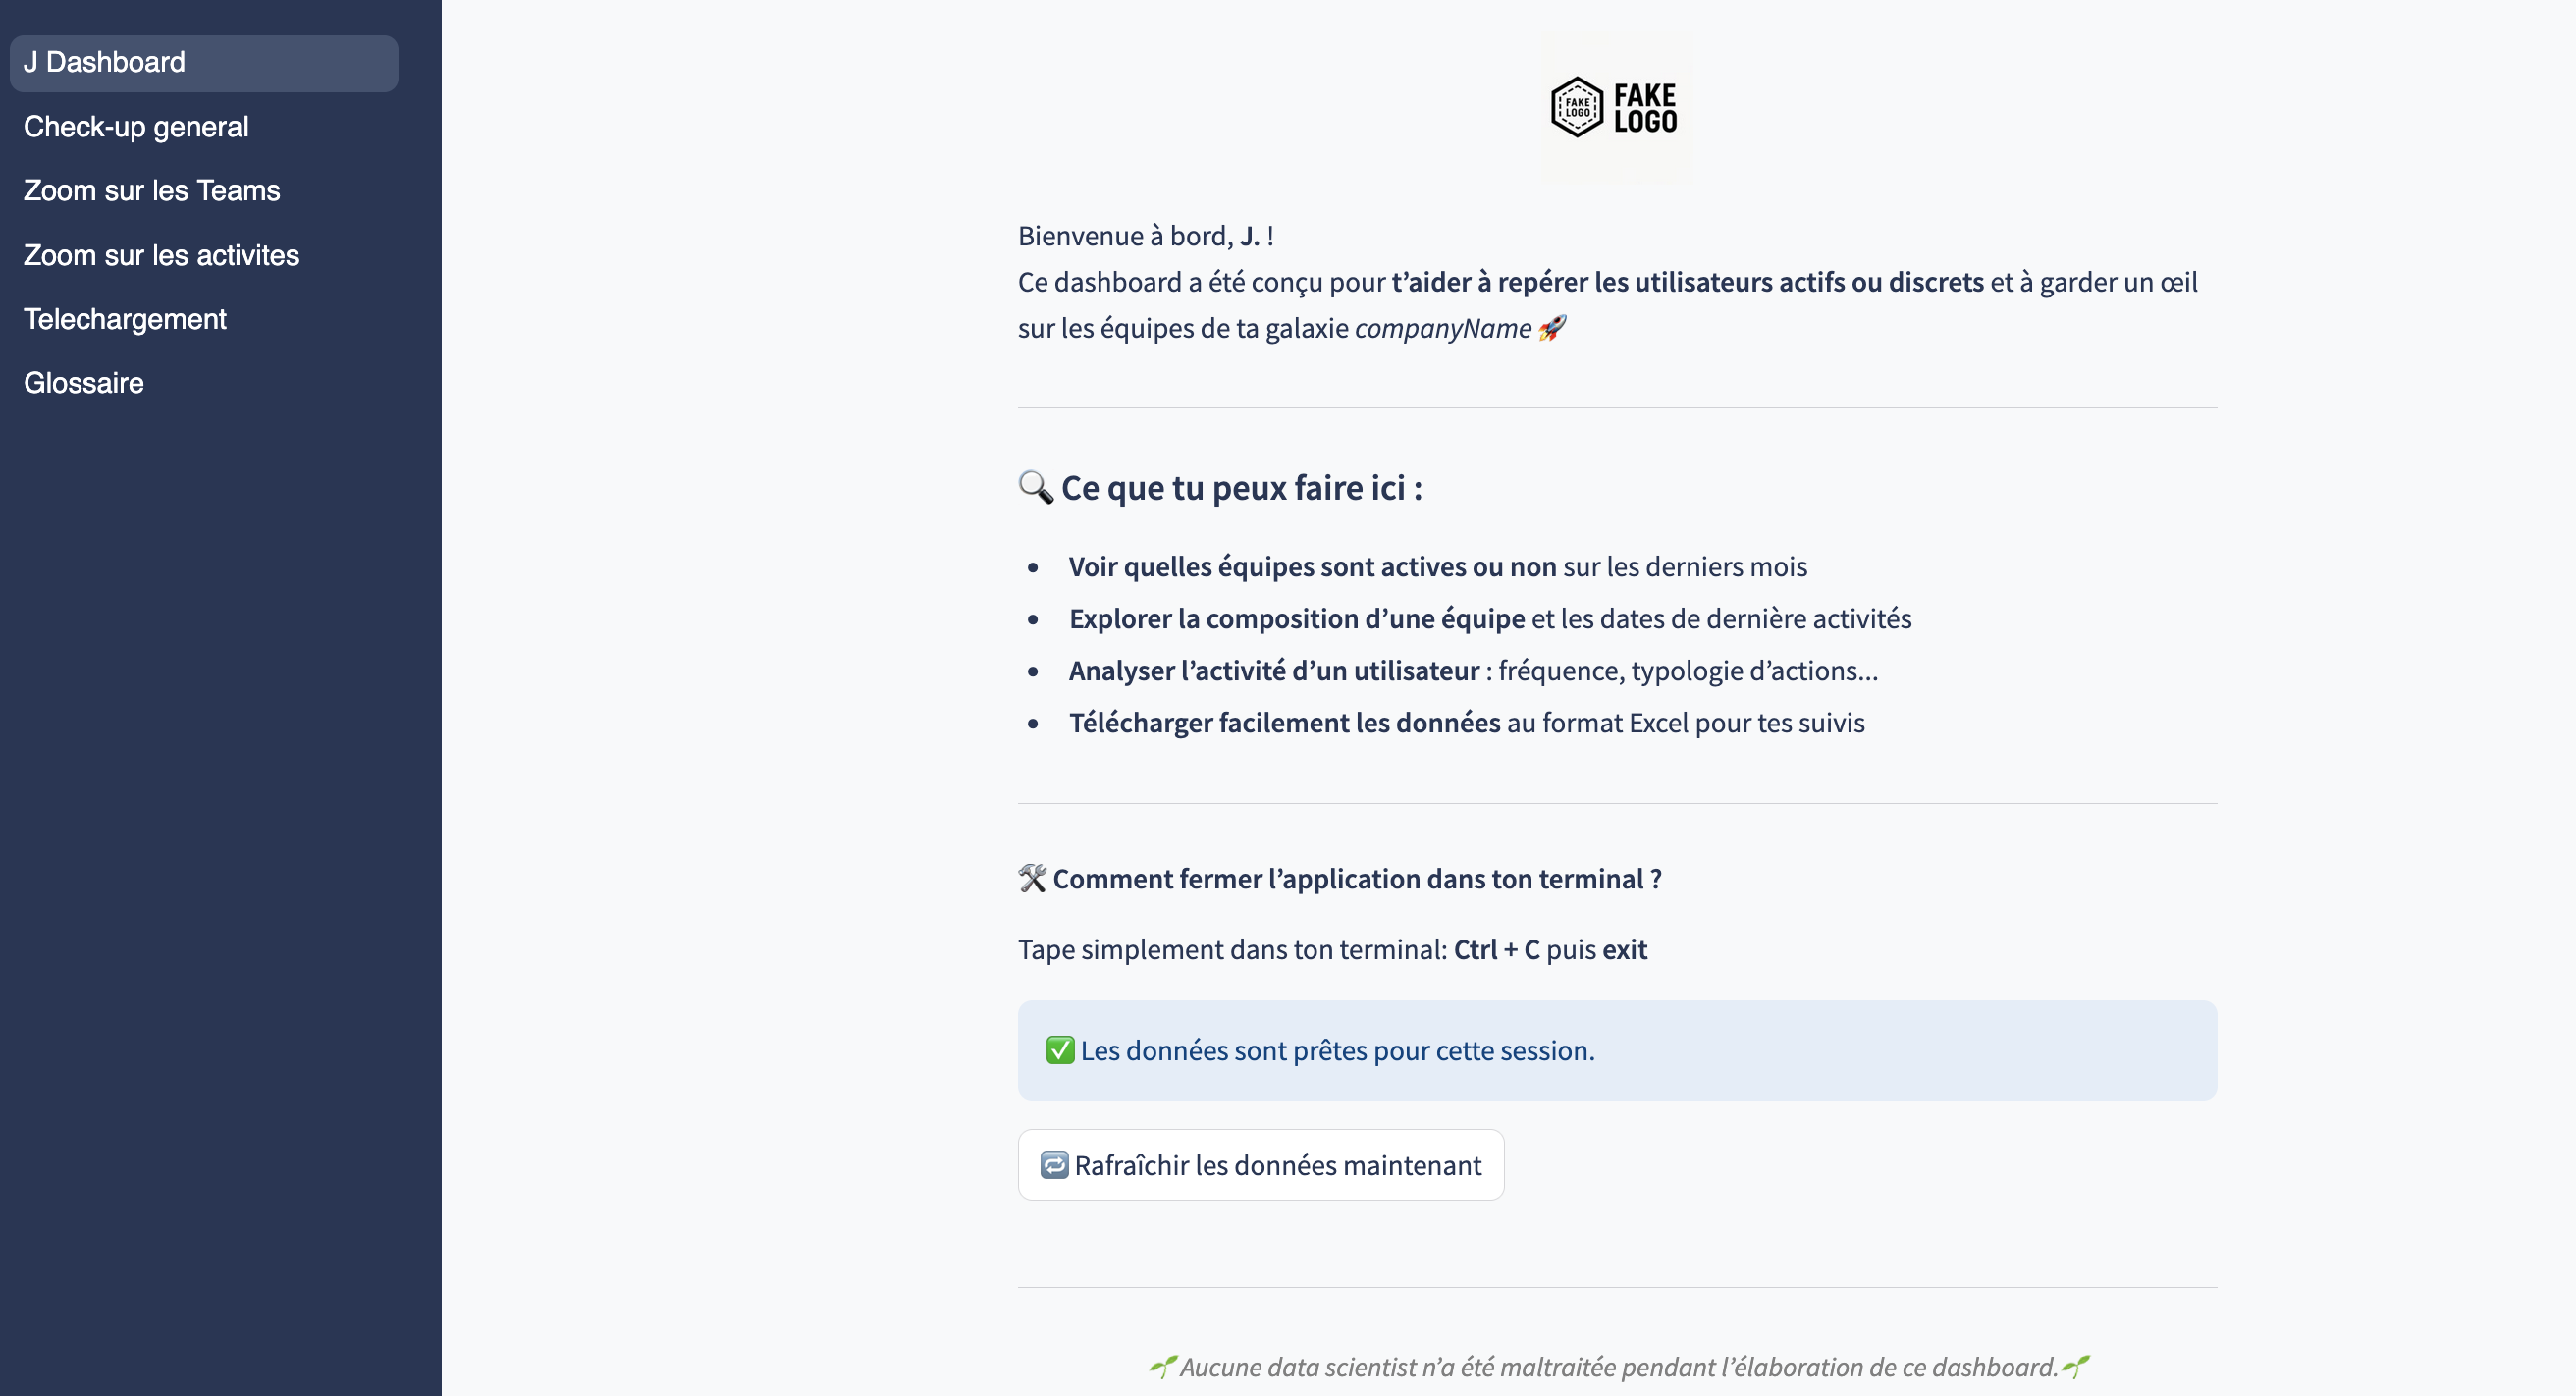 J Dashboard
Check-up general
Zoom sur les Teams
Zoom sur les activites
Telechargement
Glossaire
FAKE
LOGO
FAKE
LOGO
Bienvenue à bord, J. !
Ce dashboard a été conçu pour t’aider à repérer les utilisateurs actifs ou discrets et à garder un œil
sur les équipes de ta galaxie companyName 🚀
🔍 Ce que tu peux faire ici :
• Voir quelles équipes sont actives ou non sur les derniers mois
• Explorer la composition d’une équipe et les dates de dernière activités
• Analyser l’activité d’un utilisateur : fréquence, typologie d’actions...
• Télécharger facilement les données au format Excel pour tes suivis
🛠️ Comment fermer l’application dans ton terminal ?
Tape simplement dans ton terminal: Ctrl + C puis exit
✅ Les données sont prêtes pour cette session.
🔁 Rafraîchir les données maintenant
🌱 Aucune data scientist n’a été maltraitée pendant l’élaboration de ce dashboard.🌱